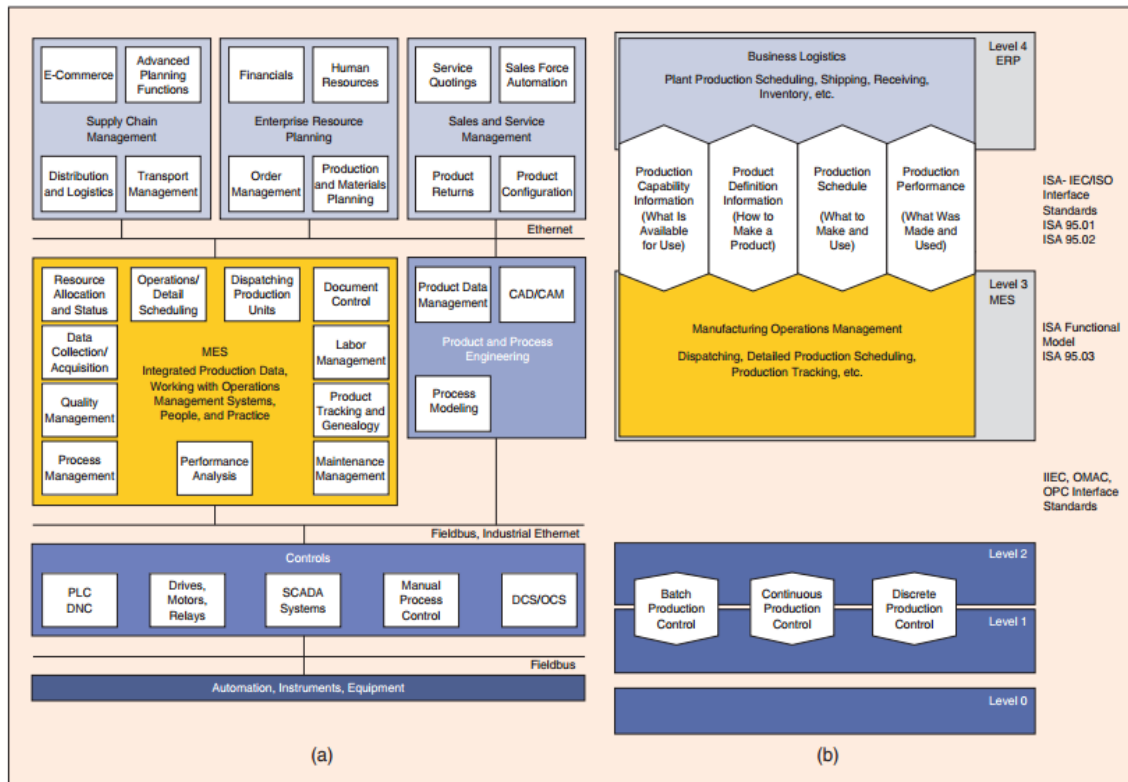 E-Commerce
Advanced
Planning
Functions
Supply Chain
Management
Distribution
and Logistics
Transport
Management
Financials
Human
Resources
Enterprise Resource
Planning
Order
Management
Production
and Materials
Planning
Service
Quotings
Sales Force
Automation
Sales and Service
Management
Product
Returns
Product
Configuration
Ethernet
Resource
Allocation
and Status
Operations/
Detail
Scheduling
Dispatching
Production
Units
Document
Control
Data
Collection/
Acquisition
MES
Integrated Production Data,
Working with Operations
Management Systems,
People, and Practice
Labor
Management
Quality
Management
Product
Tracking and
Genealogy
Process
Management
Performance
Analysis
Maintenance
Management
Product Data
Management
CAD/CAM
Product and Process
Engineering
Process
Modeling
Fieldbus, Industrial Ethernet
Controls
PLC
DNC
Drives,
Motors,
Relays
SCADA
Systems
Manual
Process
Control
DCS/OCS
Fieldbus
Automation, Instruments, Equipment
(a)
Business Logistics
Plant Production Scheduling, Shipping, Receiving,
Inventory, etc.
Level 4
ERP
Production
Capability
Information
(What Is
Available
for Use)
Product
Definition
Information
(How to
Make a
Product)
Production
Schedule
(What to
Make and
Use)
Production
Performance
(What Was
Made and
Used)
ISA- IEC/ISO
Interface
Standards
ISA 95.01
ISA 95.02
Level 3
MES
Manufacturing Operations Management
Dispatching, Detailed Production Scheduling,
Production Tracking, etc.
ISA Functional
Model
ISA 95.03
IIEC, OMAC,
OPC Interface
Standards
Level 2
Batch
Production
Control
Continuous
Production
Control
Discrete
Production
Control
Level 1
Level 0
(b)